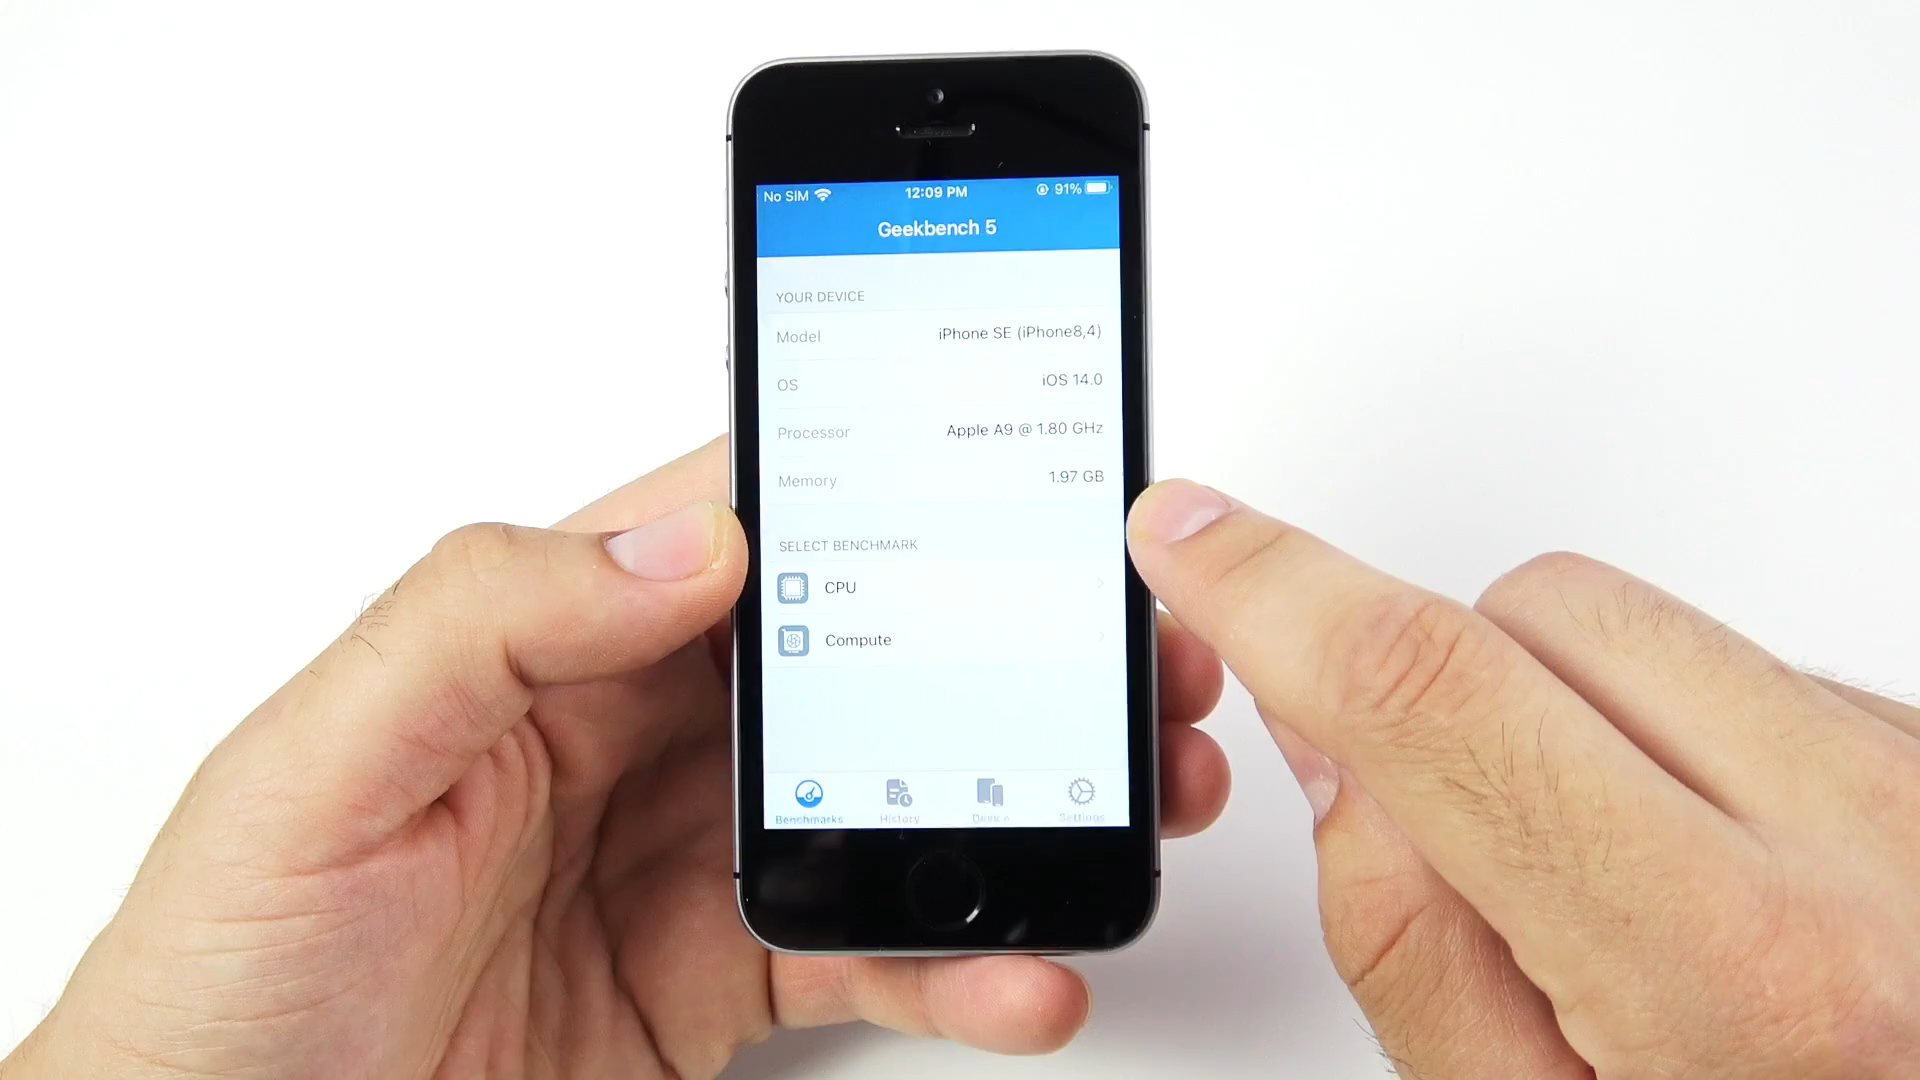 No SIM 12:09 PM 91%
Geekbench 5
YOUR DEVICE
Model iPhone SE (iPhone8,4)
OS iOS 14.0
Processor Apple A9 @ 1.80 GHz
Memory 1.97 GB
SELECT BENCHMARK
CPU
Compute
Benchmarks History Settings